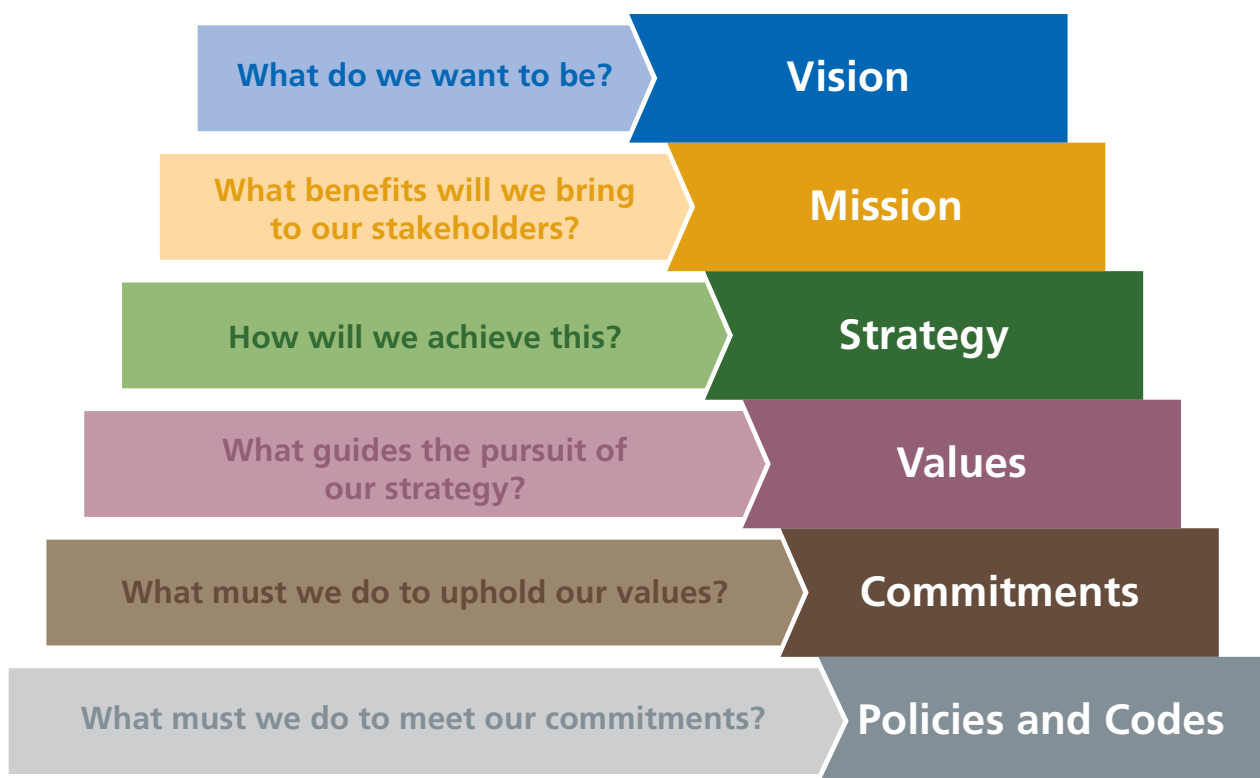 What do we want to be?
Vision
What benefits will we bring
to our stakeholders?
Mission
How will we achieve this?
Strategy
What guides the pursuit of
our strategy?
Values
What must we do to uphold our values?
Commitments
What must we do to meet our commitments?
Policies and Codes